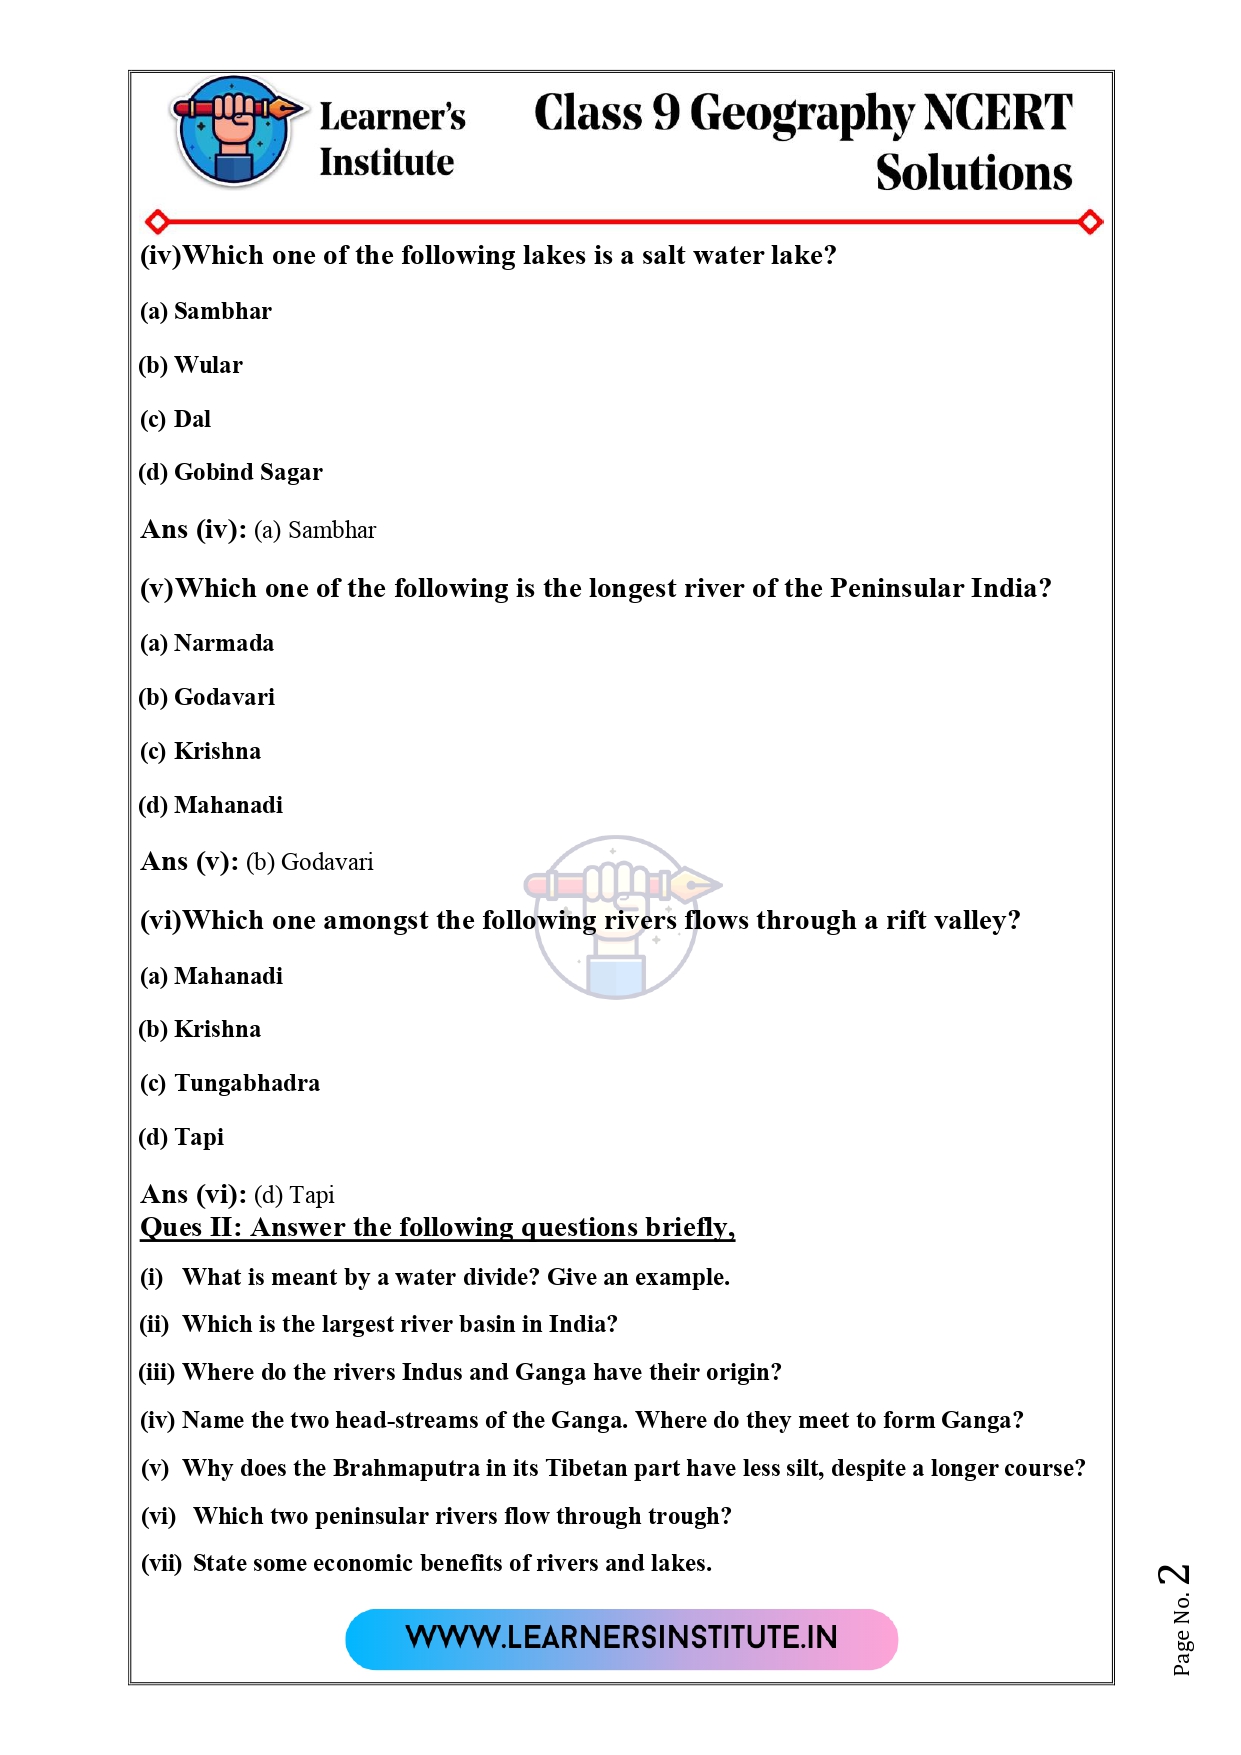 Learner's
Institute
Class 9 Geography NCERT
Solutions
(iv)Which one of the following lakes is a salt water lake?
(a) Sambhar
(b) Wular
(c) Dal
(d) Gobind Sagar
Ans (iv): (a) Sambhar
(v)Which one of the following is the longest river of the Peninsular India?
(a) Narmada
(b) Godavari
(c) Krishna
(d) Mahanadi
Ans (v): (b) Godavari
(vi)Which one amongst the following rivers flows through a rift valley?
(a) Mahanadi
(b) Krishna
(c) Tungabhadra
(d) Tapi
Ans (vi): (d) Tapi
Ques II: Answer the following questions briefly,
(i) What is meant by a water divide? Give an example.
(ii) Which is the largest river basin in India?
(iii) Where do the rivers Indus and Ganga have their origin?
(iv) Name the two head-streams of the Ganga. Where do they meet to form Ganga?
(v) Why does the Brahmaputra in its Tibetan part have less silt, despite a longer course?
(vi) Which two peninsular rivers flow through trough?
(vii) State some economic benefits of rivers and lakes.
WWW.LEARNERSINSTITUTE.IN
Page No. 2